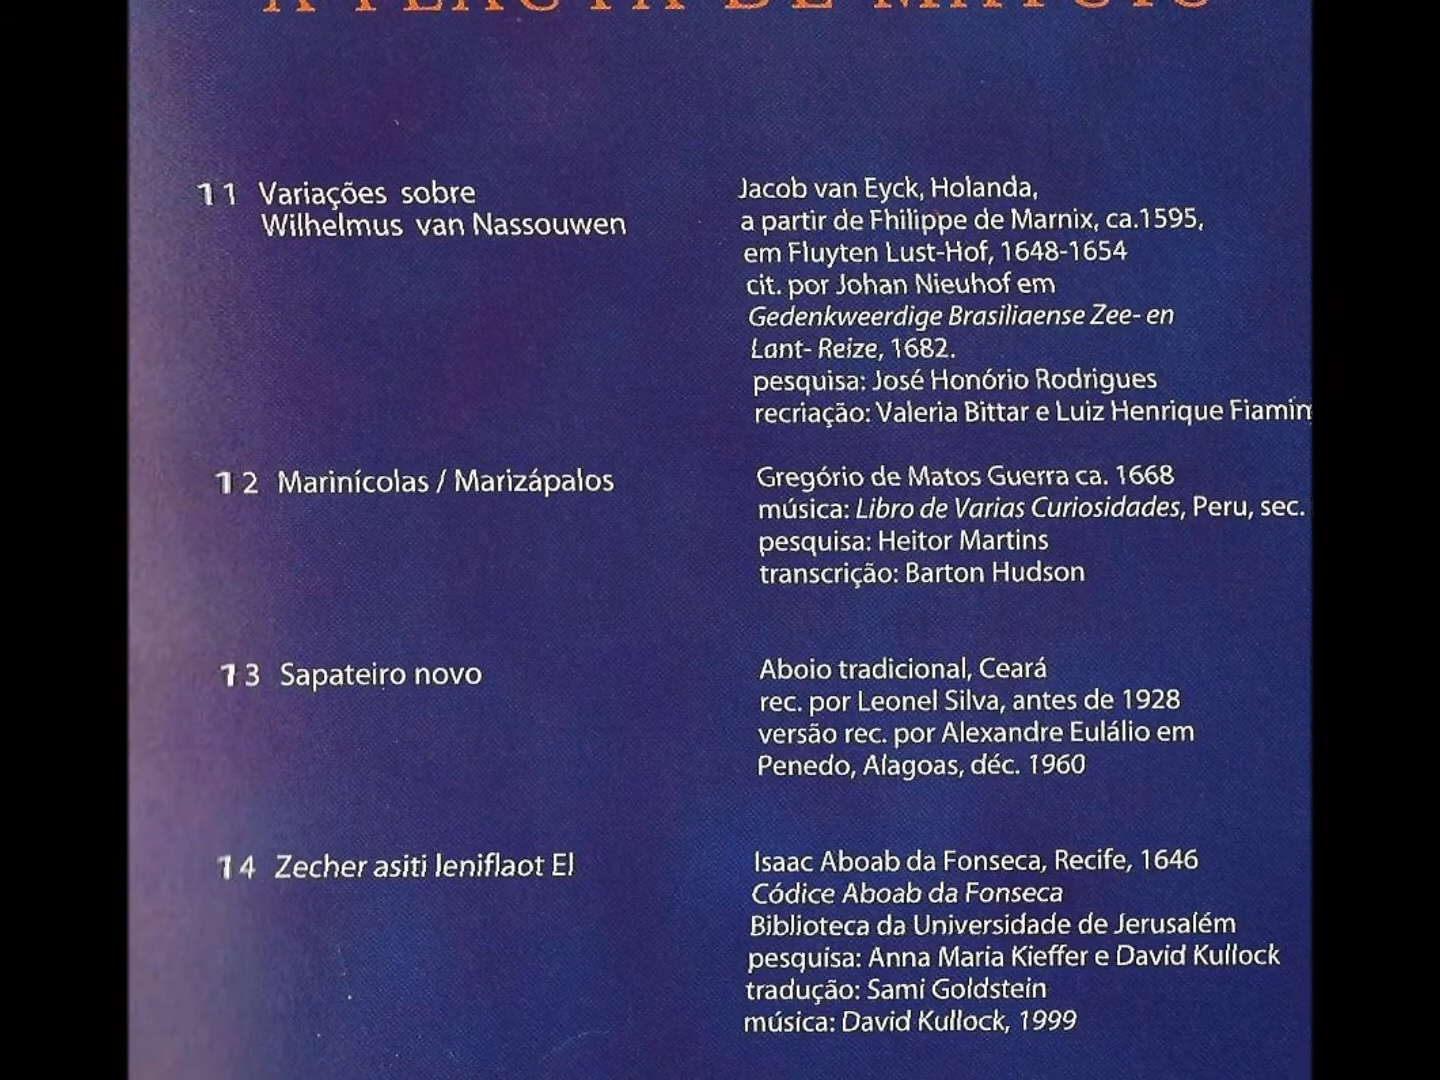 A FLAUTA DE MATUIÚ
11 Variações sobre
Wilhelmus van Nassouwen
Jacob van Eyck, Holanda,
a partir de Fhilippe de Marnix, ca.1595,
em Fluyten Lust-Hof, 1648-1654
cit. por Johan Nieuhof em
Gedenkweerdige Brasiliaense Zee- en
Lant- Reize, 1682.
pesquisa: José Honório Rodrigues
recriação: Valeria Bittar e Luiz Henrique Fiamin
12 Marinícolas / Marizápalos
Gregório de Matos Guerra ca. 1668
música: Libro de Varias Curiosidades, Peru, sec.
pesquisa: Heitor Martins
transcrição: Barton Hudson
13 Sapateiro novo
Aboio tradicional, Ceará
rec. por Leonel Silva, antes de 1928
versão rec. por Alexandre Eulálio em
Penedo, Alagoas, déc. 1960
14 Zecher asiti leniflaot El
Isaac Aboab da Fonseca, Recife, 1646
Códice Aboab da Fonseca
Biblioteca da Universidade de Jerusalém
pesquisa: Anna Maria Kieffer e David Kullock
tradução: Sami Goldstein
música: David Kullock, 1999